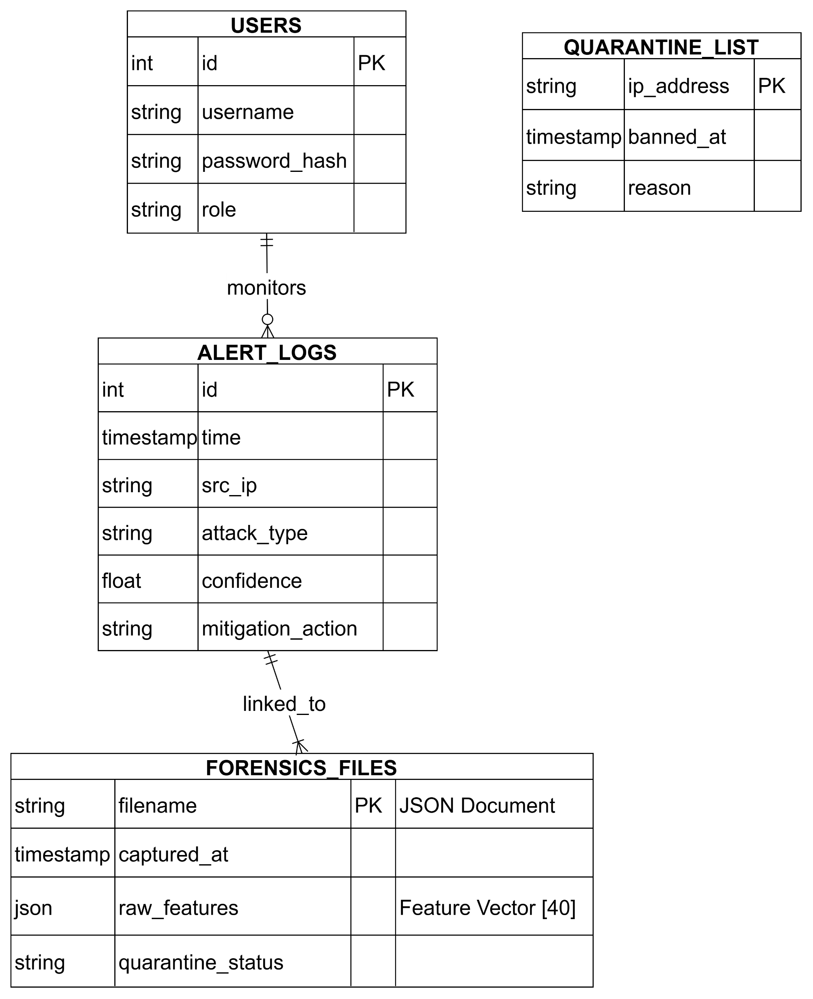 USERS
int id PK
string username
string password_hash
string role
QUARANTINE_LIST
string ip_address PK
timestamp banned_at
string reason
monitors
ALERT_LOGS
int id PK
timestamp time
string src_ip
string attack_type
float confidence
string mitigation_action
linked_to
FORENSICS_FILES
string filename PK JSON Document
timestamp captured_at
json raw_features Feature Vector [40]
string quarantine_status